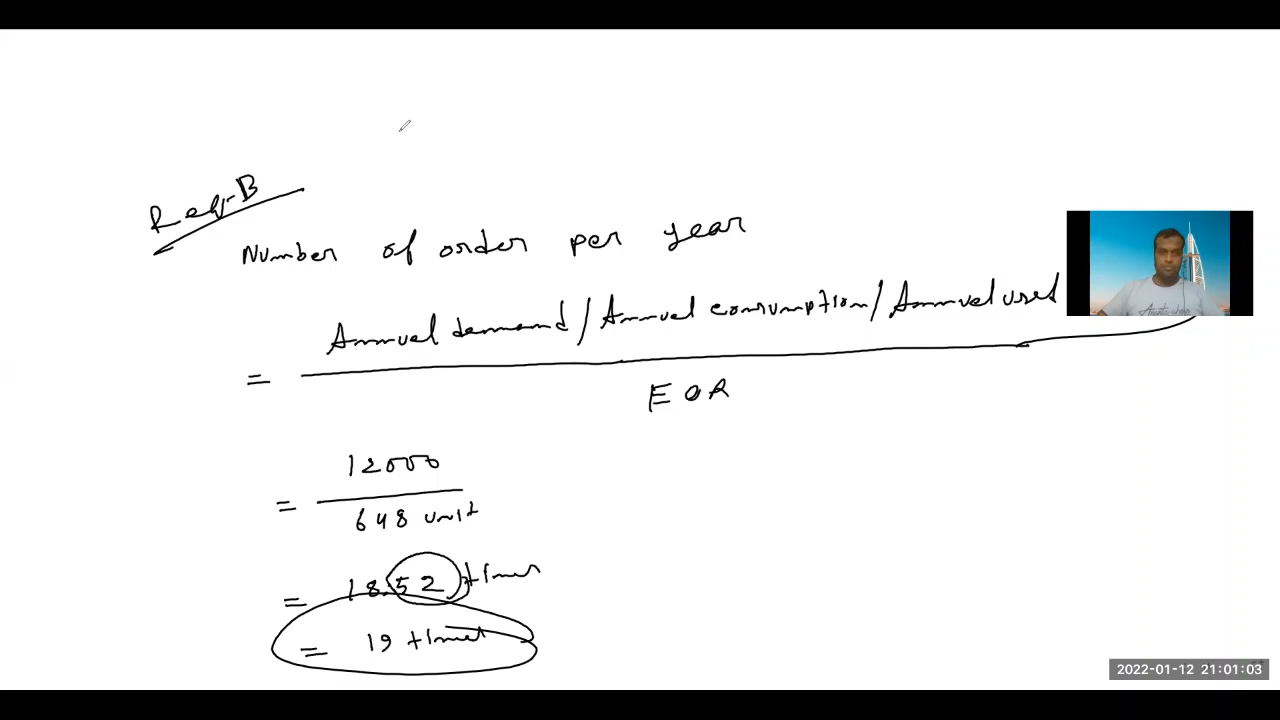 Req-B
Number of order per year
Annual demand/Annual consumption/Annual used
=
EOQ
= 12000
648 unit
= 18.52 times
= 19 times
2022-01-12 21:01:03